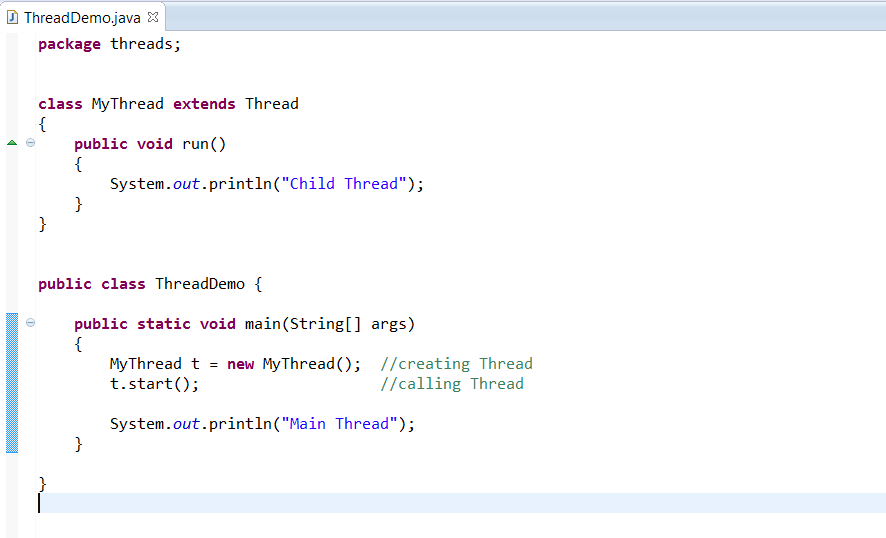 ThreadDemo.java
package threads;
class MyThread extends Thread
{
public void run()
{
System.out.println("Child Thread");
}
}
public class ThreadDemo {
public static void main(String[] args)
{
MyThread t = new MyThread();  //creating Thread
t.start();                    //calling Thread
System.out.println("Main Thread");
}
}